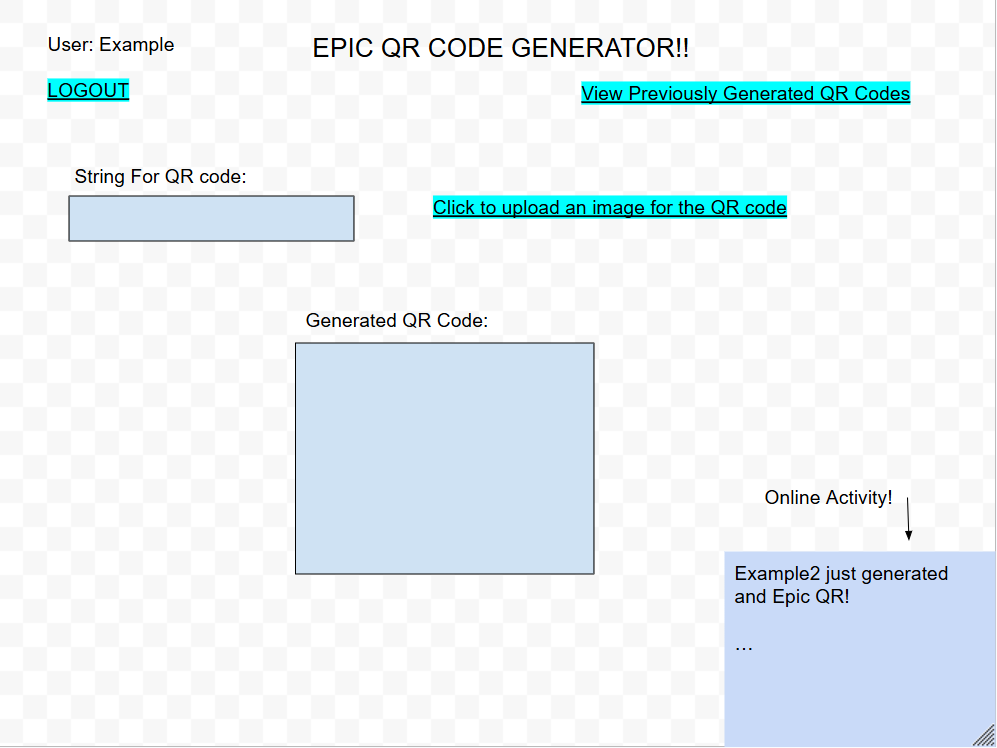 User: Example
EPIC QR CODE GENERATOR!!
LOGOUT
View Previously Generated QR Codes
String For QR code:
Click to upload an image for the QR code
Generated QR Code:
Online Activity!
Example2 just generated
and Epic QR!
…